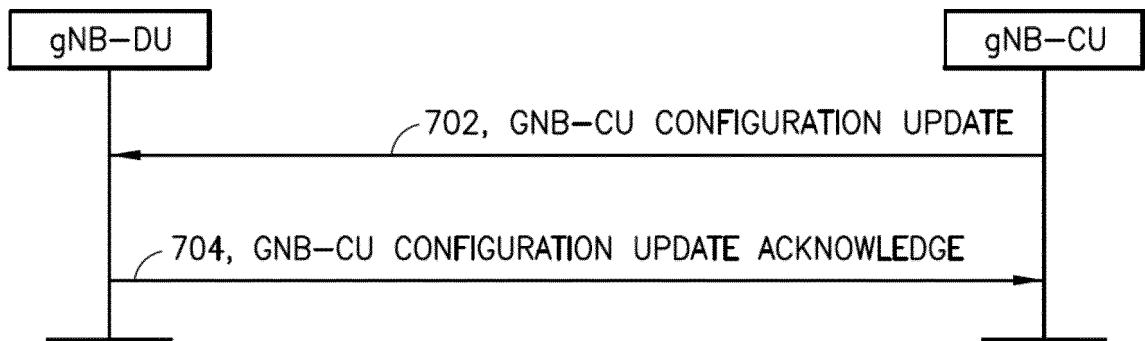 gNB-DU
gNB-CU
702, GNB-CU CONFIGURATION UPDATE
704, GNB-CU CONFIGURATION UPDATE ACKNOWLEDGE